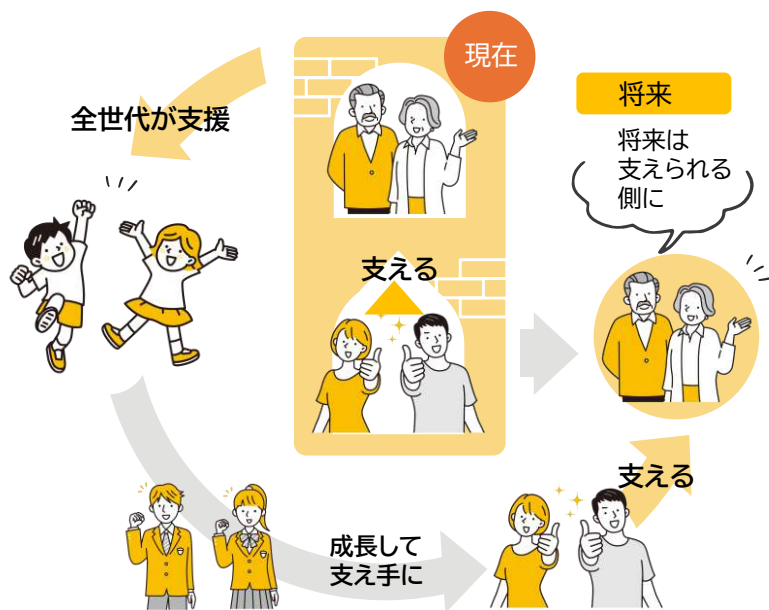 現在
全世代が支援
将来
将来は
支えられる
側に
支える
支える
成長して
支え手に